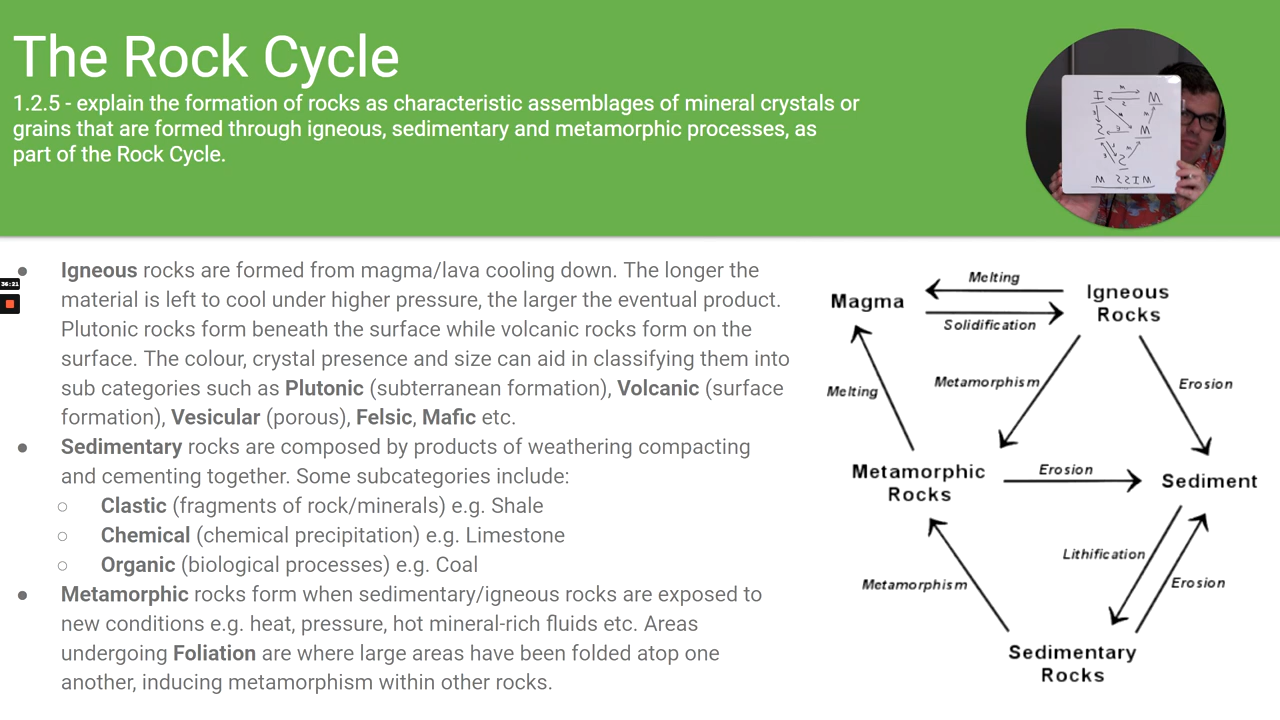 The Rock Cycle
1.2.5 - explain the formation of rocks as characteristic assemblages of mineral crystals or
grains that are formed through igneous, sedimentary and metamorphic processes, as
part of the Rock Cycle.
36:21
● Igneous rocks are formed from magma/lava cooling down. The longer the
material is left to cool under higher pressure, the larger the eventual product.
Plutonic rocks form beneath the surface while volcanic rocks form on the
surface. The colour, crystal presence and size can aid in classifying them into
sub categories such as Plutonic (subterranean formation), Volcanic (surface
formation), Vesicular (porous), Felsic, Mafic etc.
● Sedimentary rocks are composed by products of weathering compacting
and cementing together. Some subcategories include:
○ Clastic (fragments of rock/minerals) e.g. Shale
○ Chemical (chemical precipitation) e.g. Limestone
○ Organic (biological processes) e.g. Coal
● Metamorphic rocks form when sedimentary/igneous rocks are exposed to
new conditions e.g. heat, pressure, hot mineral-rich fluids etc. Areas
undergoing Foliation are where large areas have been folded atop one
another, inducing metamorphism within other rocks.
Melting
Magma
Igneous
Rocks
Solidification
Metamorphism
Erosion
Melting
Metamorphic
Rocks
Erosion
Sediment
Lithification
Metamorphism
Erosion
Sedimentary
Rocks